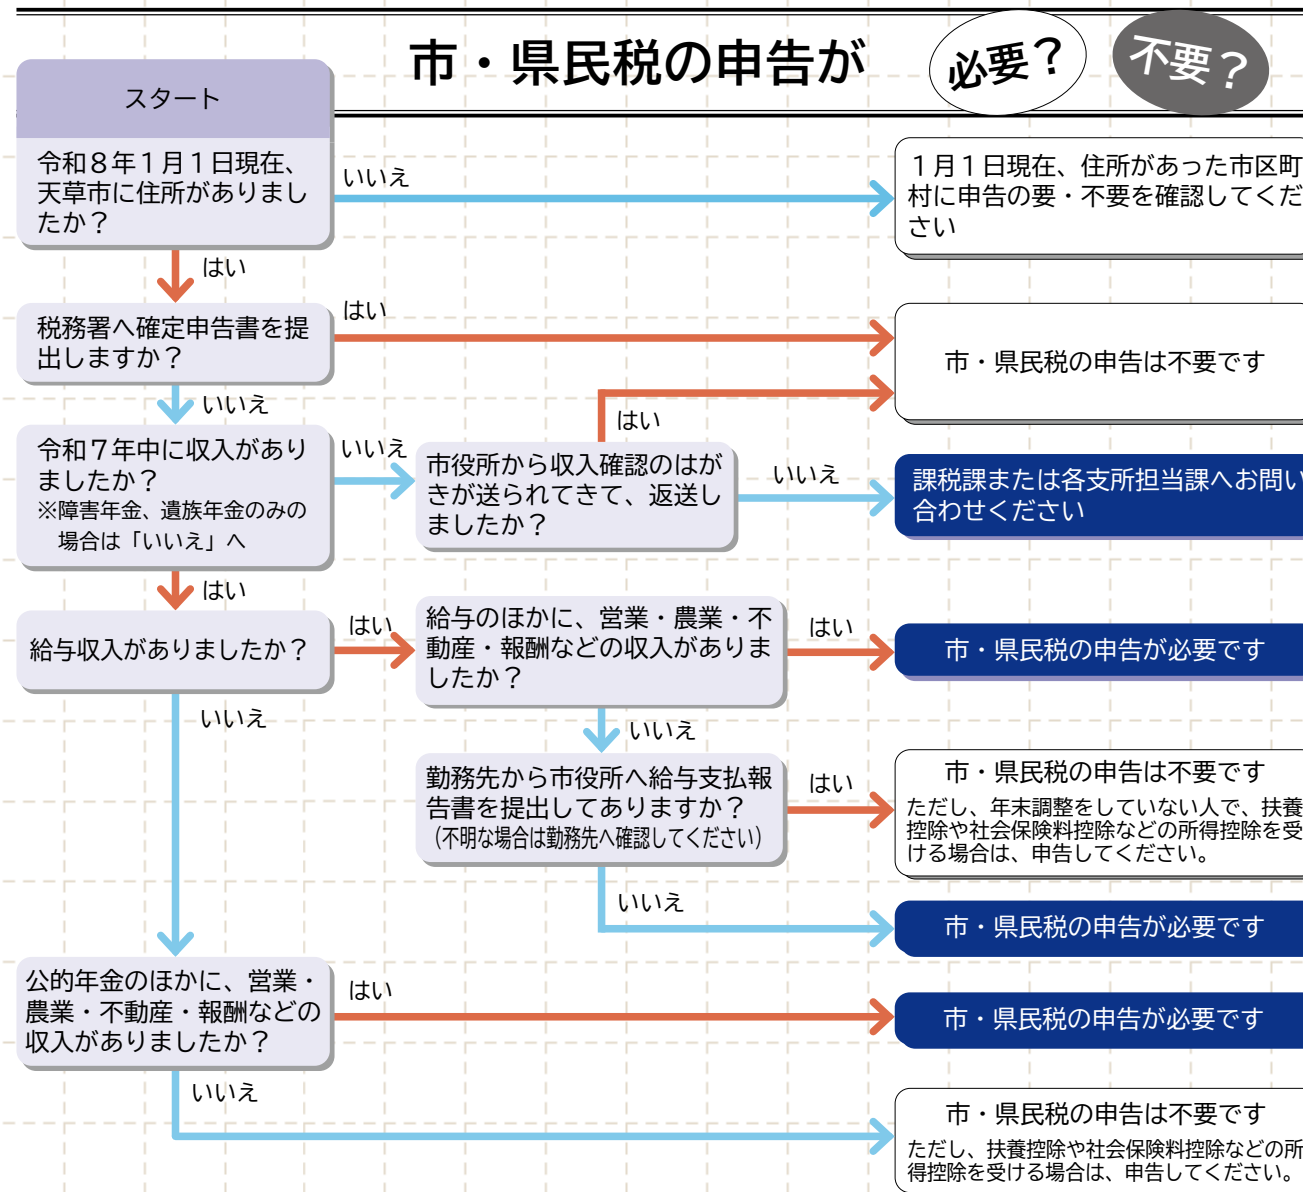 市・県民税の申告が 必要？ 不要？
スタート
令和８年１月１日現在、
天草市に住所がありまし
たか？
いいえ
１月１日現在、住所があった市区町
村に申告の要・不要を確認してくだ
さい
はい
税務署へ確定申告書を提
出しますか？
はい
市・県民税の申告は不要です
いいえ
令和７年中に収入があり
ましたか？
※障害年金、遺族年金のみの
場合は「いいえ」へ
いいえ
市役所から収入確認のはが
きが送られてきて、返送し
ましたか？
はい
いいえ
課税課または各支所担当課へお問い
合わせください
はい
給与収入がありましたか？
はい
給与のほかに、営業・農業・不
動産・報酬などの収入がありま
したか？
はい
市・県民税の申告が必要です
いいえ
いいえ
勤務先から市役所へ給与支払報
告書を提出してありますか？
（不明な場合は勤務先へ確認してください）
はい
市・県民税の申告は不要です
ただし、年末調整をしていない人で、扶養
控除や社会保険料控除などの所得控除を受
ける場合は、申告してください。
いいえ
市・県民税の申告が必要です
公的年金のほかに、営業・
農業・不動産・報酬などの
収入がありましたか？
はい
市・県民税の申告が必要です
いいえ
市・県民税の申告は不要です
ただし、扶養控除や社会保険料控除などの所
得控除を受ける場合は、申告してください。